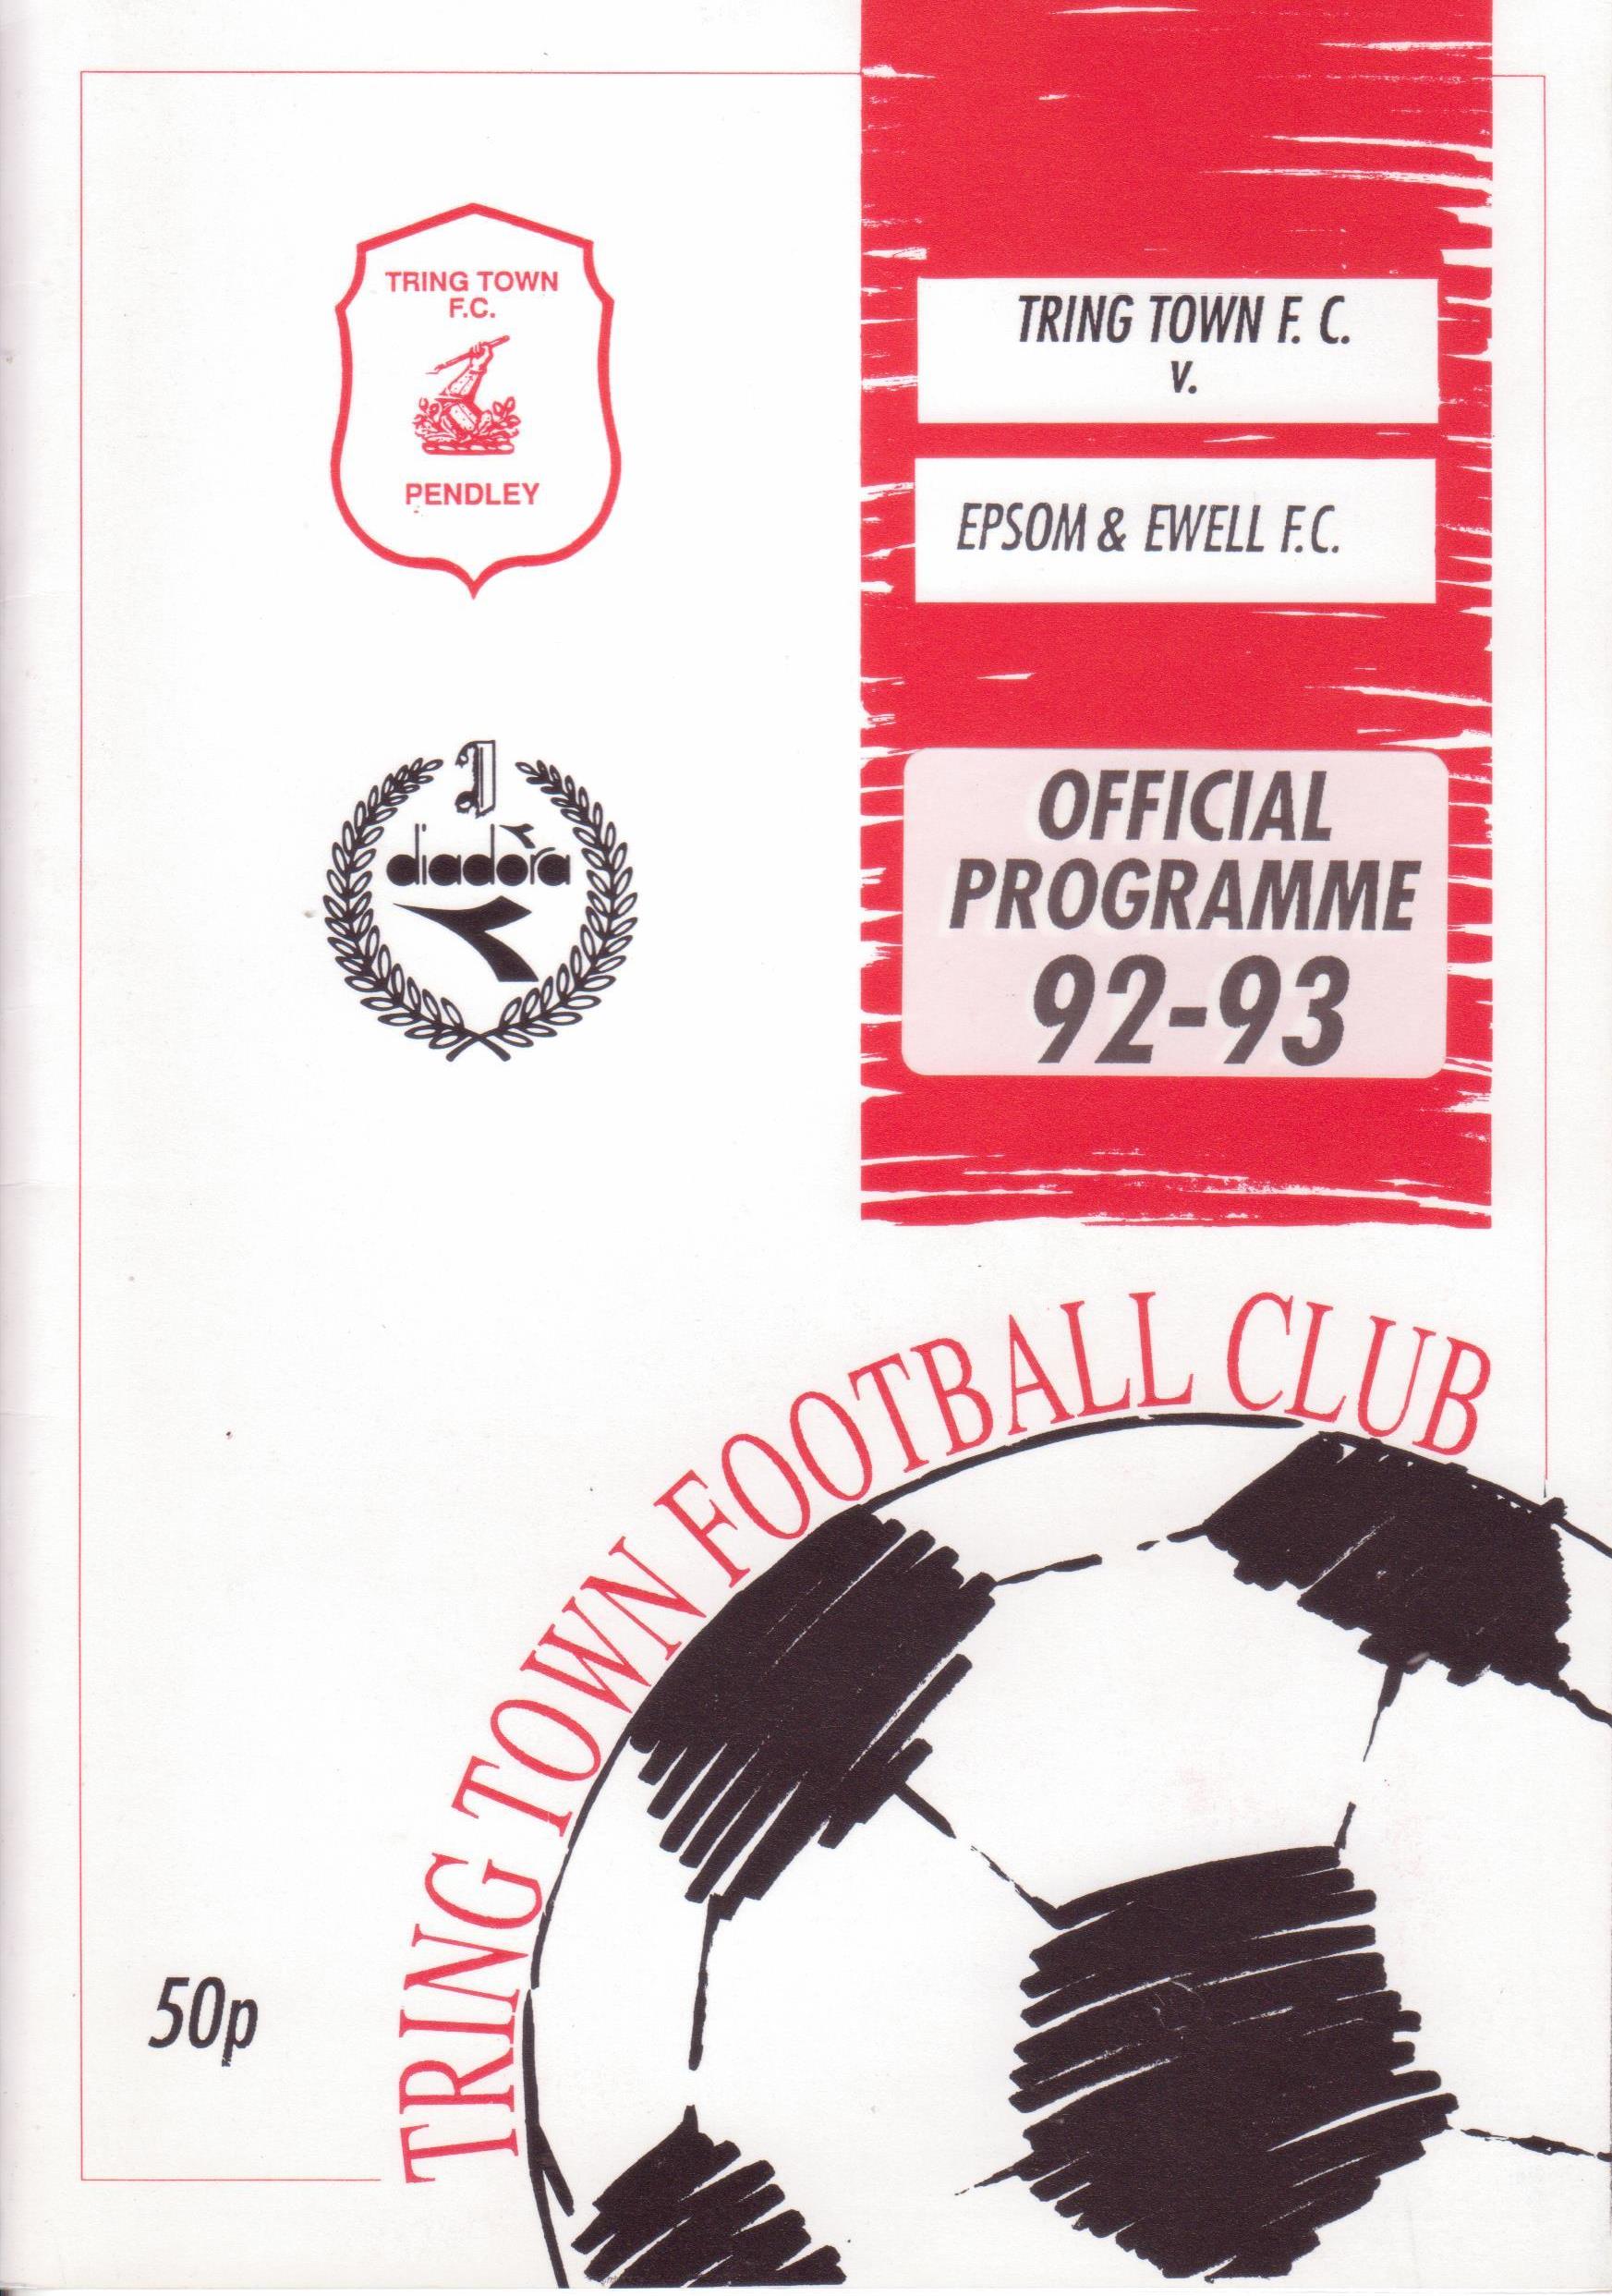 TRING TOWN
F.C.
PENDLEY
TRING TOWN F. C.
v.
EPSOM & EWELL F.C.
diadora
OFFICIAL
PROGRAMME
92-93
TRING TOWN FOOTBALL CLUB
50p